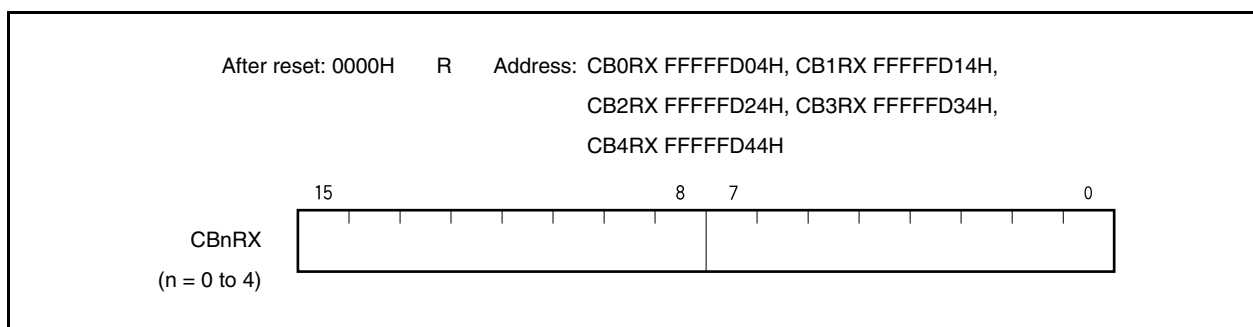 After reset: 0000H R Address: CB0RX FFFFFD04H, CB1RX FFFFFD14H,
CB2RX FFFFFD24H, CB3RX FFFFFD34H,
CB4RX FFFFFD44H
15 8 7 0
CBnRX
(n = 0 to 4)